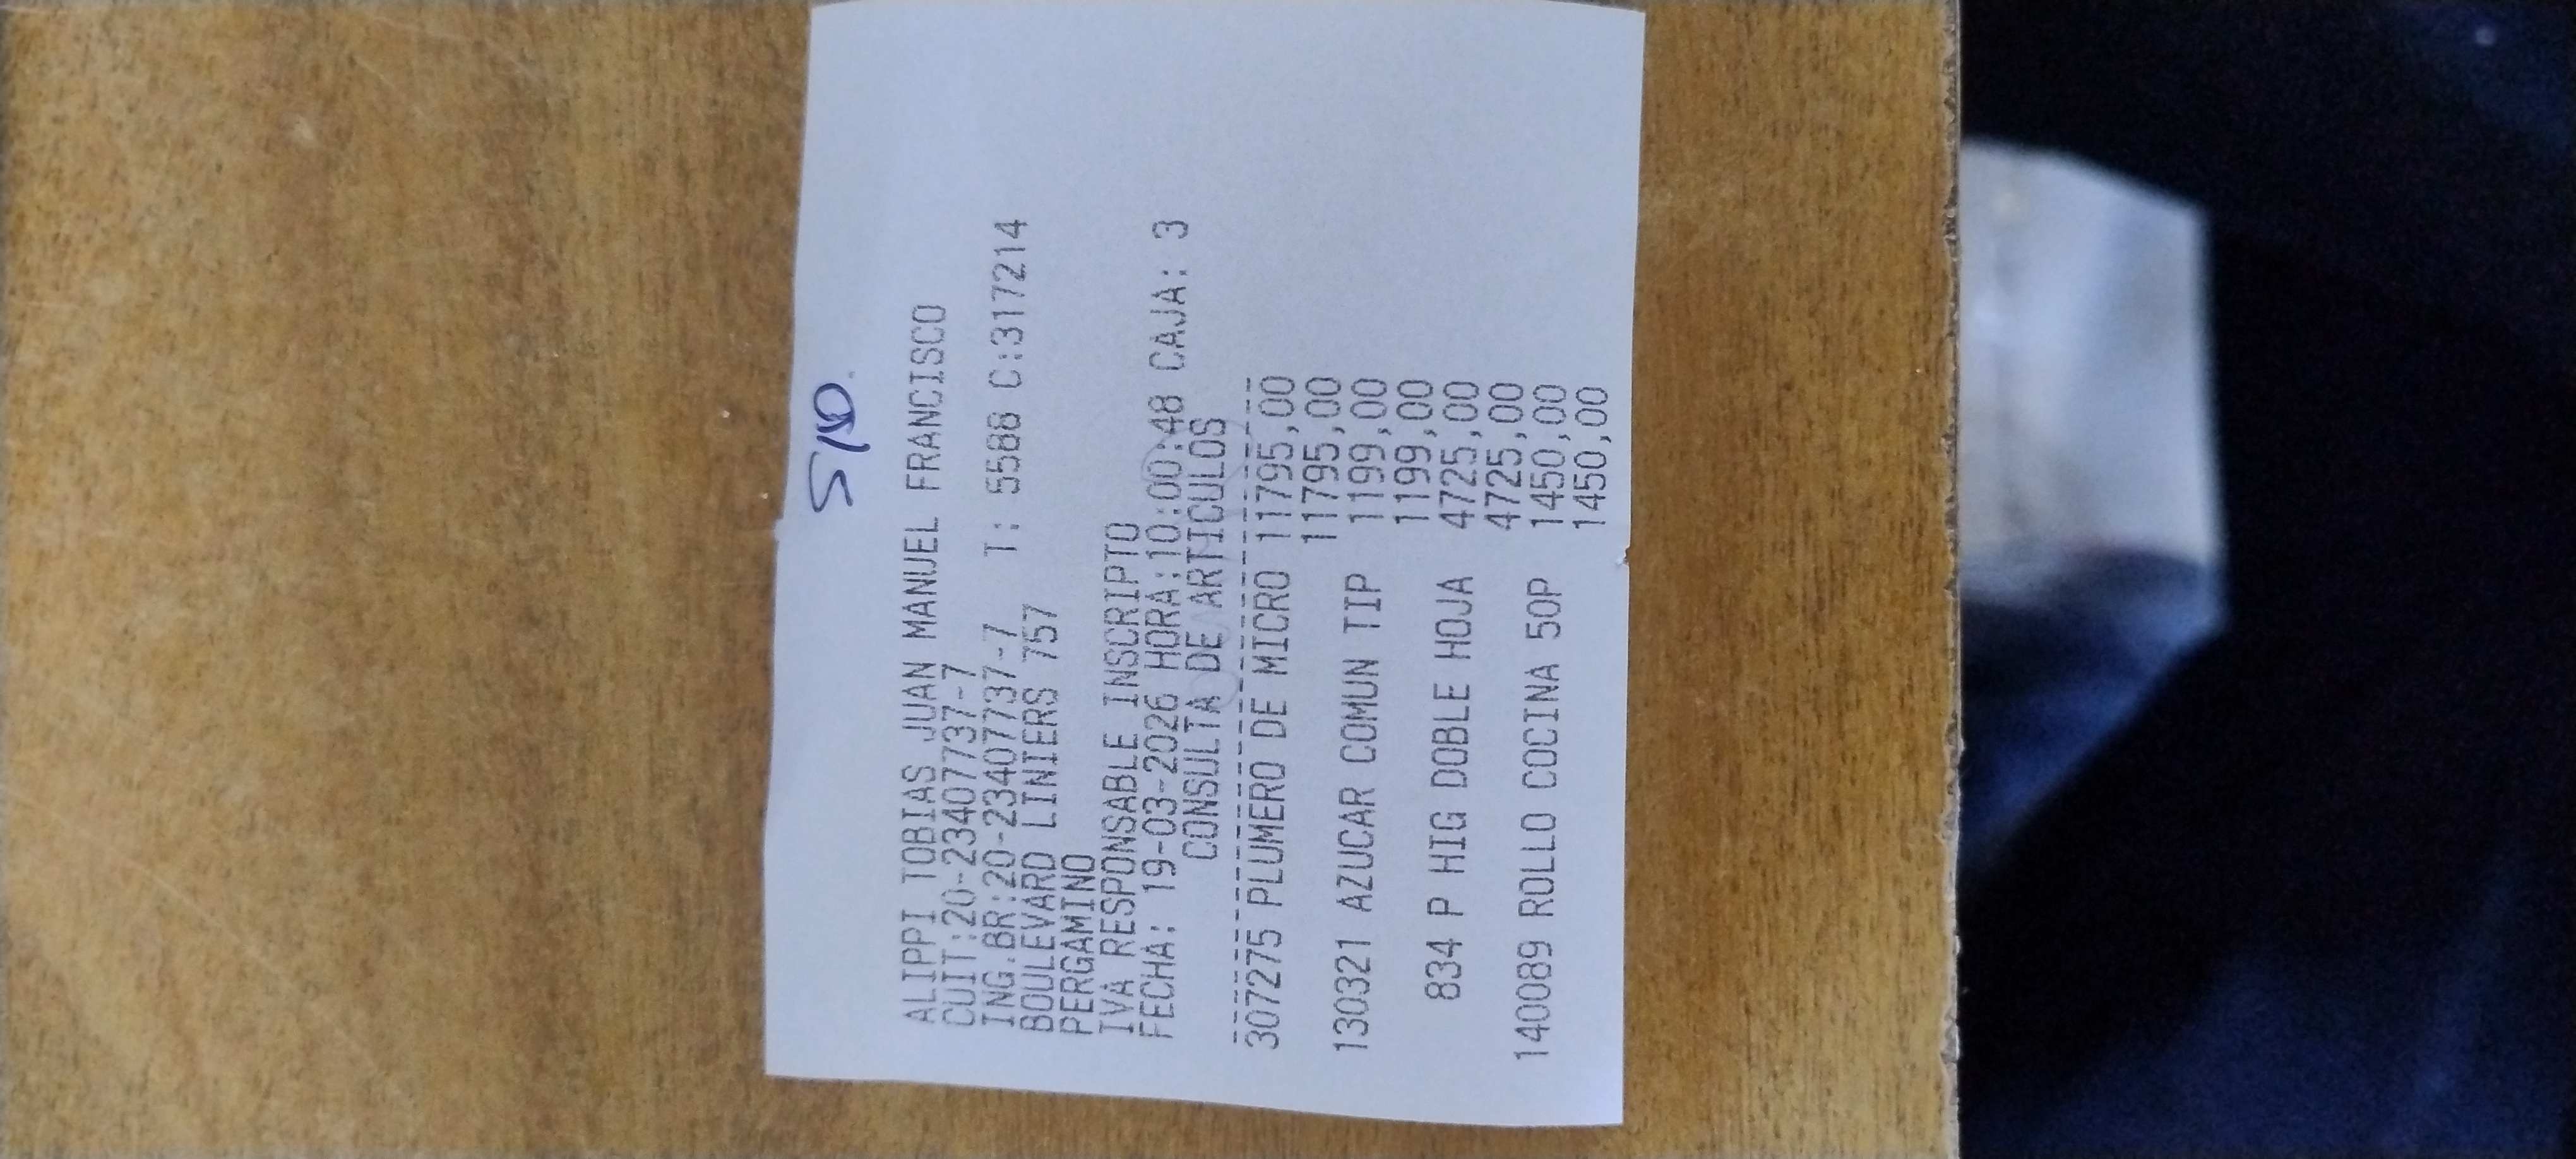 ALIPPI TOBIAS JUAN MANUEL FRANCISCO
CUIT:20-23407737-7
ING.BR:20-23407737-7 T: 5588 C:317214
BOULEVARD LINIERS 757
PERGAMINO
IVA RESPONSABLE INSCRIPTO
FECHA: 19-03-2026 HORA:10:00:48 CAJA: 3
CONSULTA DE ARTICULOS
307275 PLUMERO DE MICRO 11795,00
11795,00
130321 AZUCAR COMUN TIP 1199,00
1199,00
834 P HIG DOBLE HOJA 4725,00
4725,00
140089 ROLLO COCINA 50P 1450,00
1450,00